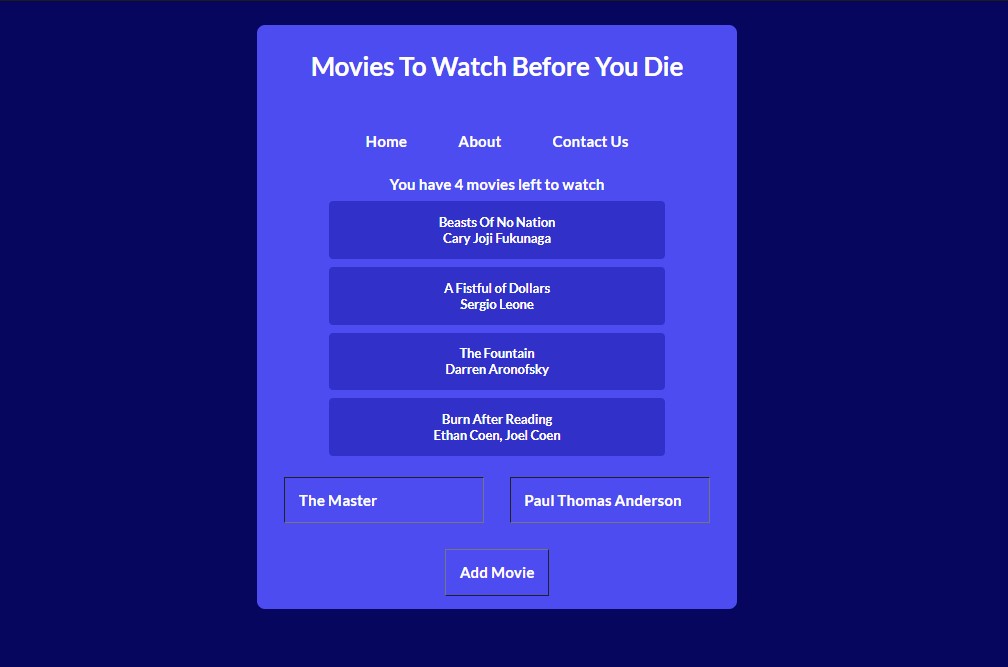 Movies To Watch Before You Die
Home About Contact Us
You have 4 movies left to watch
Beasts Of No Nation
Cary Joji Fukunaga
A Fistful of Dollars
Sergio Leone
The Fountain
Darren Aronofsky
Burn After Reading
Ethan Coen, Joel Coen
The Master Paul Thomas Anderson
Add Movie